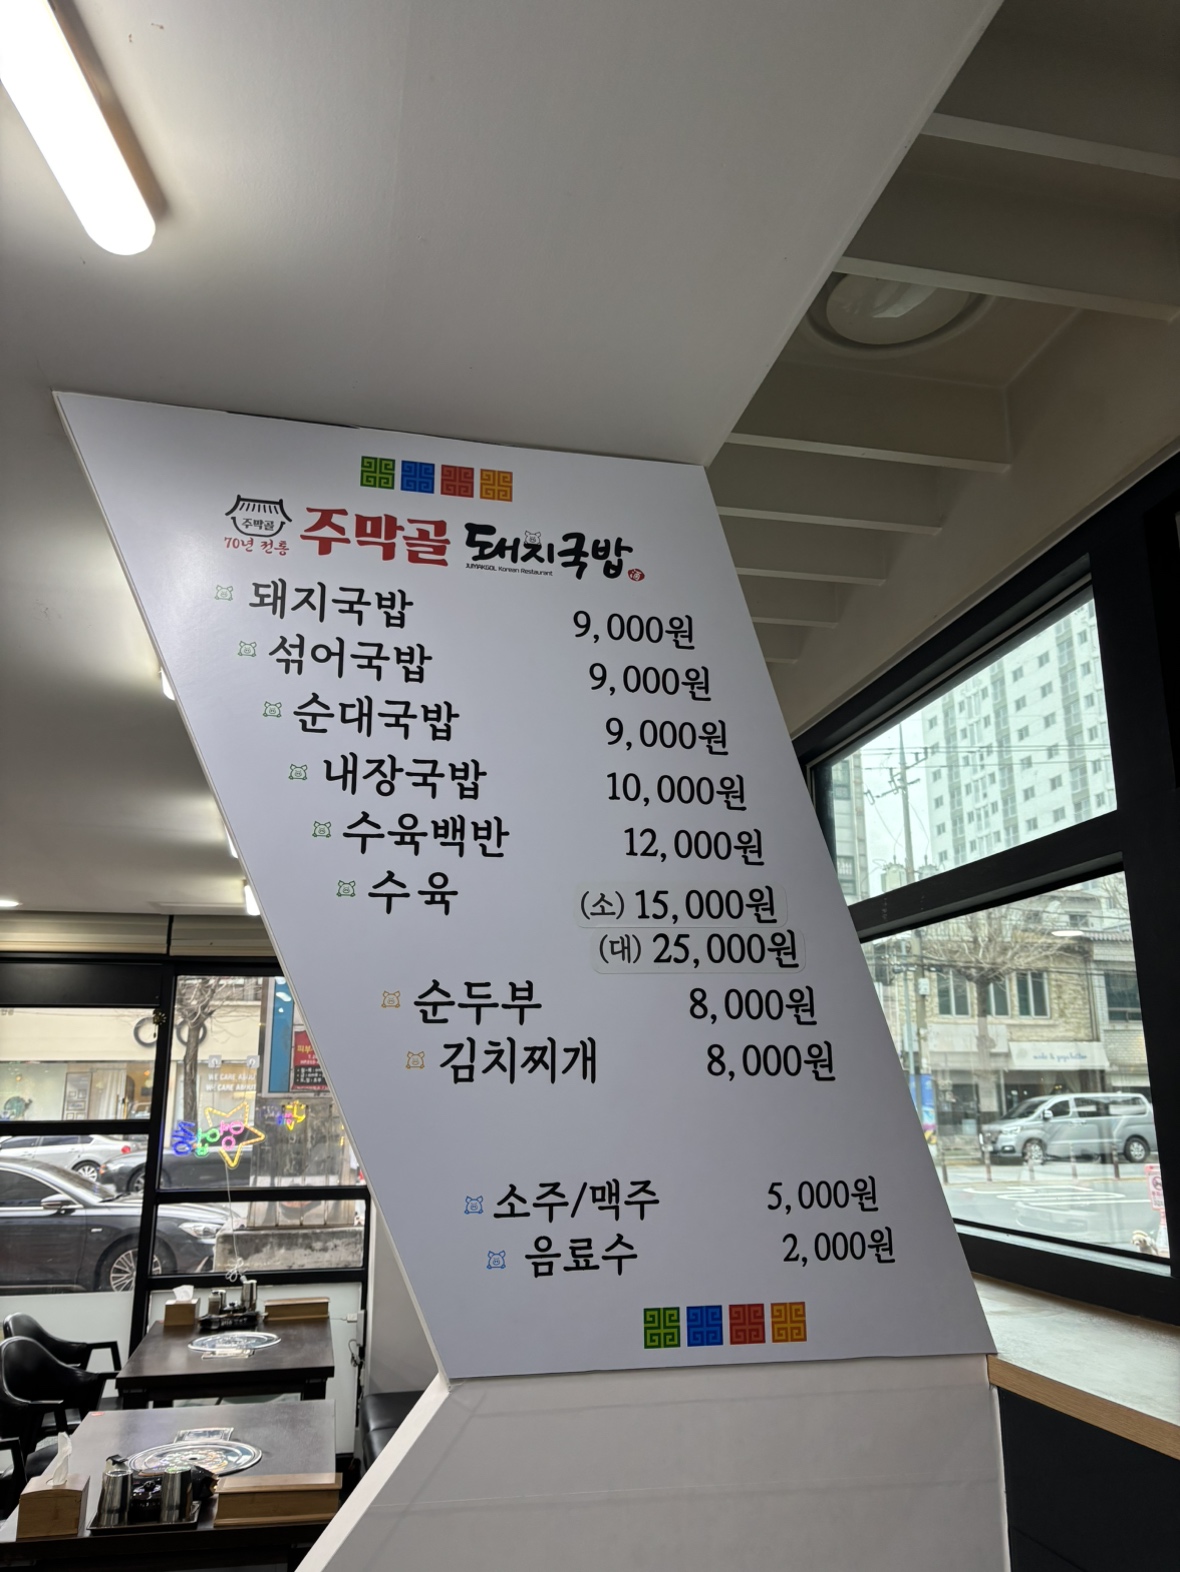 주막골
70년 전통
주막골 돼지국밥
JUMAKGOL Korean Restaurant
돼지국밥 9,000원
섞어국밥 9,000원
순대국밥 9,000원
내장국밥 10,000원
수육백반 12,000원
수육 (소) 15,000원
(대) 25,000원
순두부 8,000원
김치찌개 8,000원
소주/맥주 5,000원
음료수 2,000원
WE CARE ABOUT